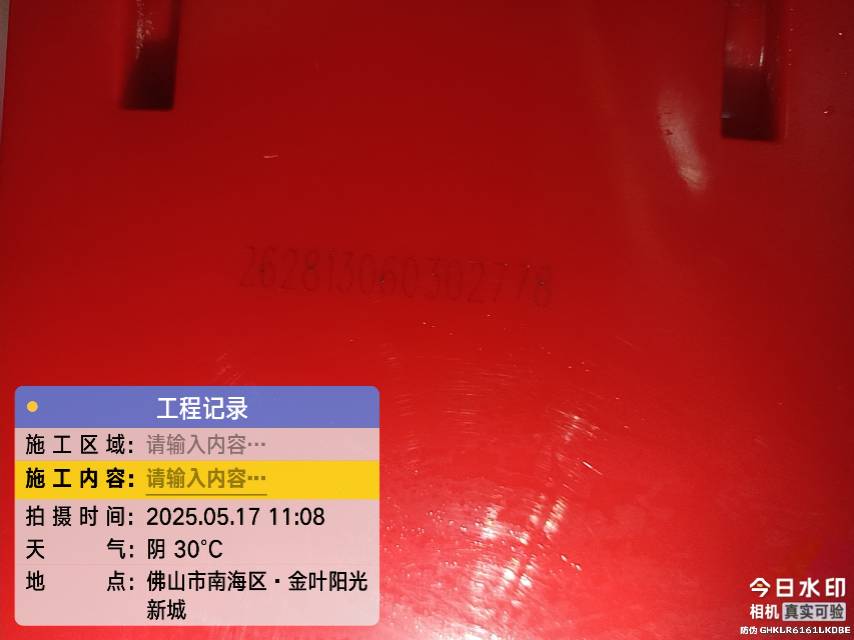 262813060302778
工程记录
施工区域: 请输入内容…
施工内容: 请输入内容…
拍摄时间: 2025.05.17 11:08
天气: 阴 30°C
地点: 佛山市南海区·金叶阳光
新城
今日水印
相机 真实可验
防伪 GHKLR6161LKDBE